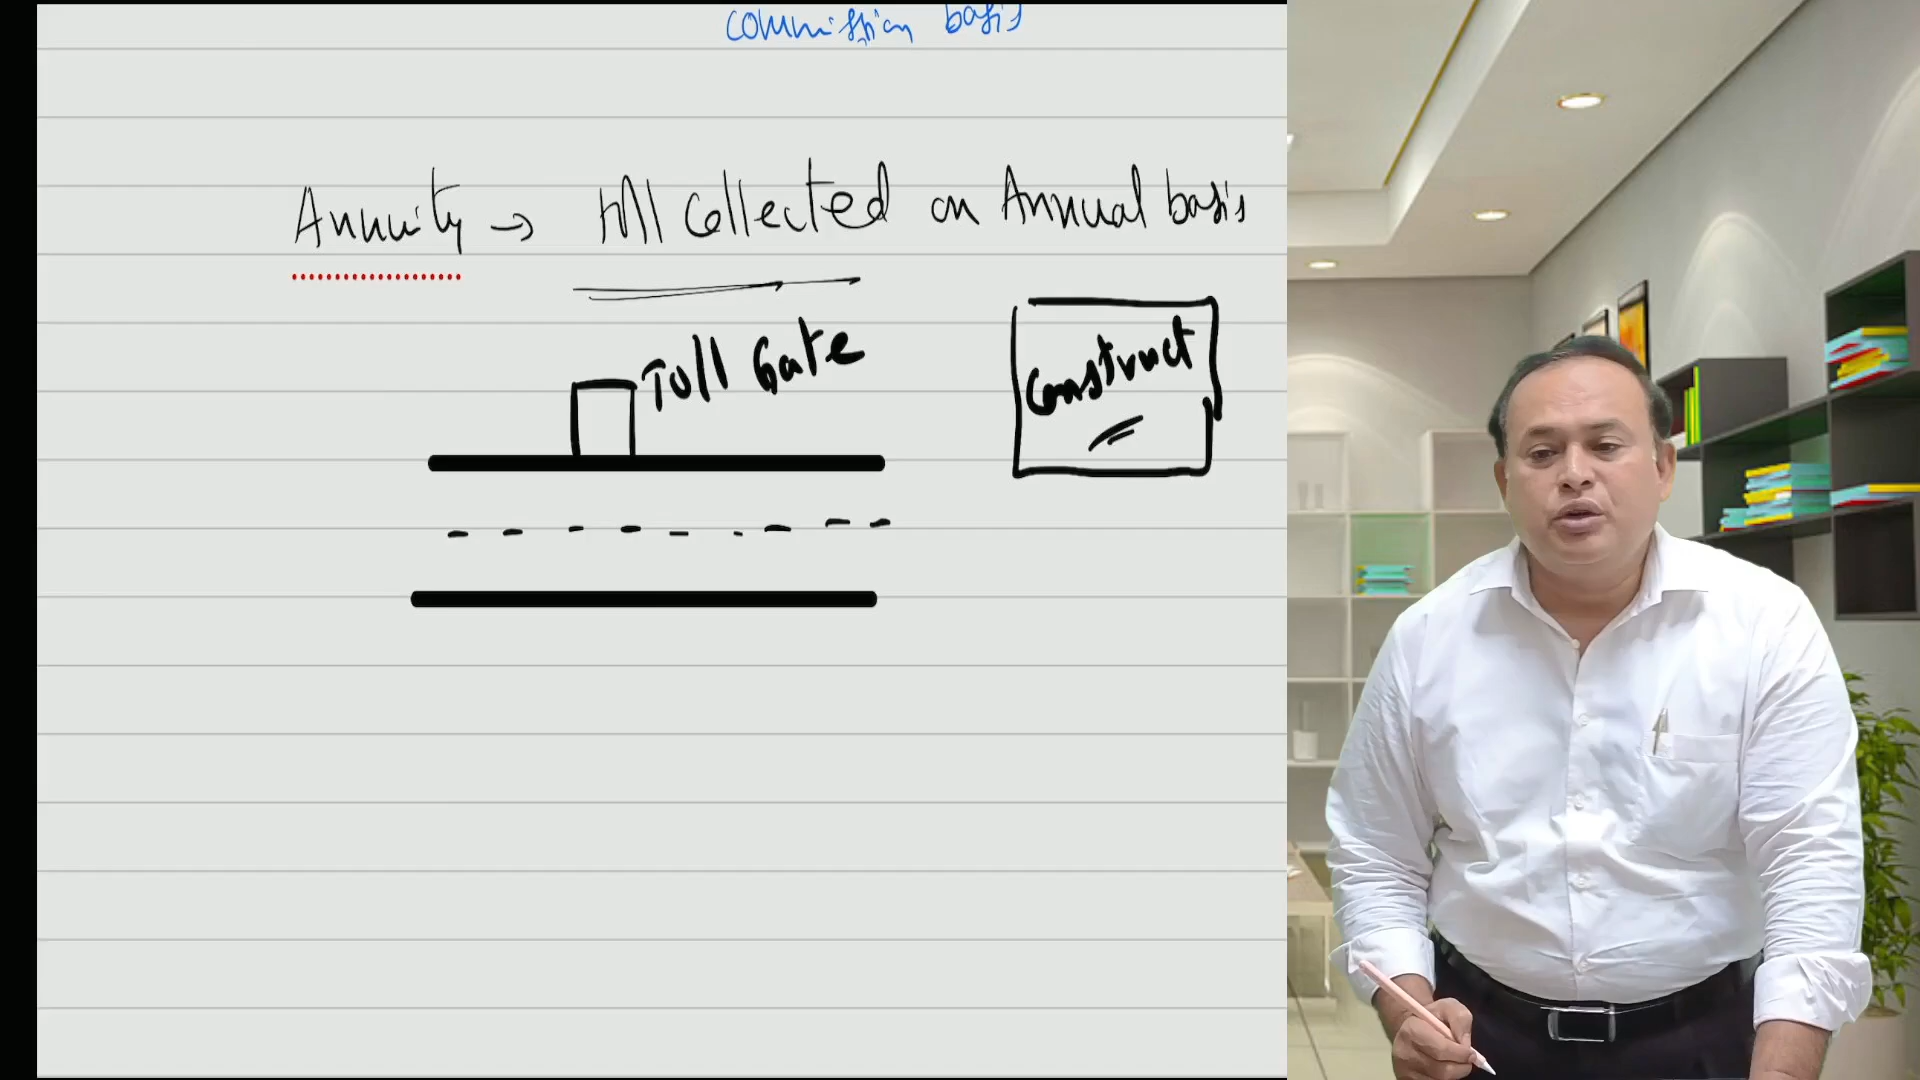 commission basis
Annuity → toll collected on Annual basis
Toll Gate
Construct